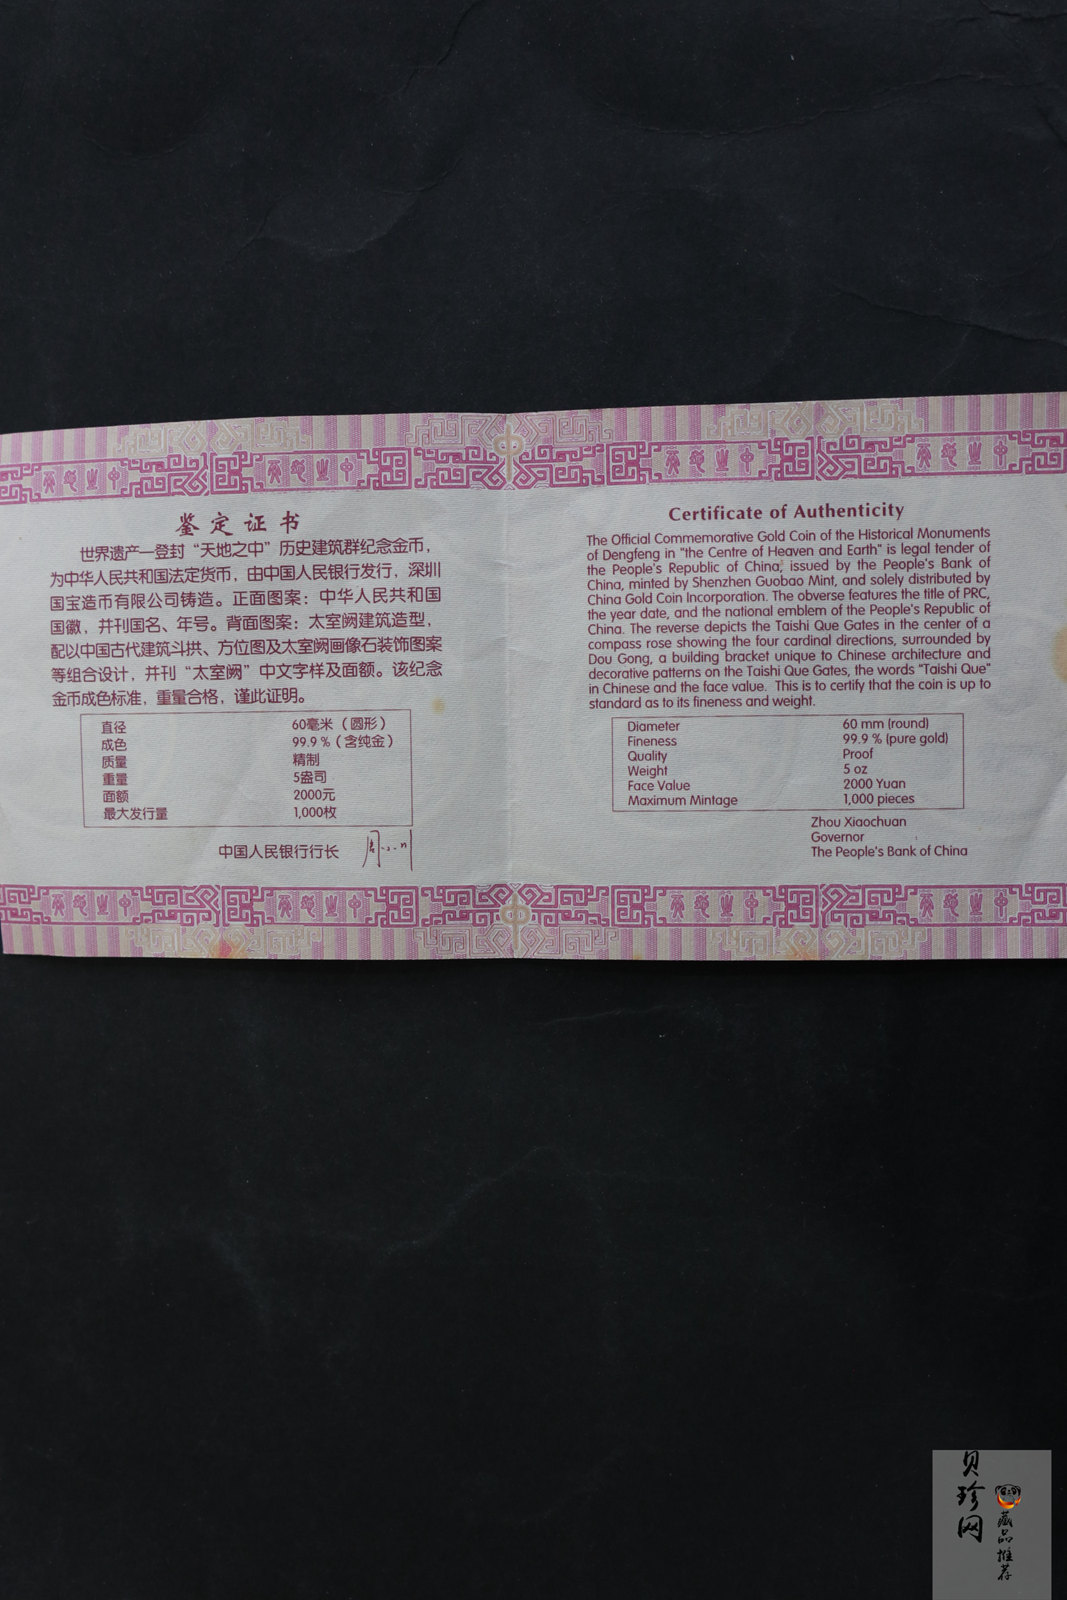 鉴定证书
世界遗产—登封“天地之中”历史建筑群纪念金币，
为中华人民共和国法定货币，由中国人民银行发行，深圳
国宝造币有限公司铸造。正面图案：中华人民共和国
国徽，并刊国名、年号。背面图案：太室阙建筑造型，
配以中国古代建筑斗拱、方位图及太室阙画像石装饰图案
等组合设计，并刊“太室阙”中文字样及面额。该纪念
金币成色标准，重量合格，谨此证明。
直径 60毫米（圆形）
成色 99.9 %（含纯金）
质量 精制
重量 5盎司
面额 2000元
最大发行量 1,000枚
中国人民银行行长 周小川
Certificate of Authenticity
The Official Commemorative Gold Coin of the Historical Monuments
of Dengfeng in "the Centre of Heaven and Earth" is legal tender of
the People's Republic of China, issued by the People's Bank of
China, minted by Shenzhen Guobao Mint, and solely distributed by
China Gold Coin Incorporation. The obverse features the title of PRC,
the year date, and the national emblem of the People's Republic of
China. The reverse depicts the Taishi Que Gates in the center of a
compass rose showing the four cardinal directions, surrounded by
Dou Gong, a building bracket unique to Chinese architecture and
decorative patterns on the Taishi Que Gates, the words "Taishi Que"
in Chinese and the face value. This is to certify that the coin is up to
standard as to its fineness and weight.
Diameter 60 mm (round)
Fineness 99.9 % (pure gold)
Quality Proof
Weight 5 oz
Face Value 2000 Yuan
Maximum Mintage 1,000 pieces
Zhou Xiaochuan
Governor
The People's Bank of China
贝珍网
藏品推荐